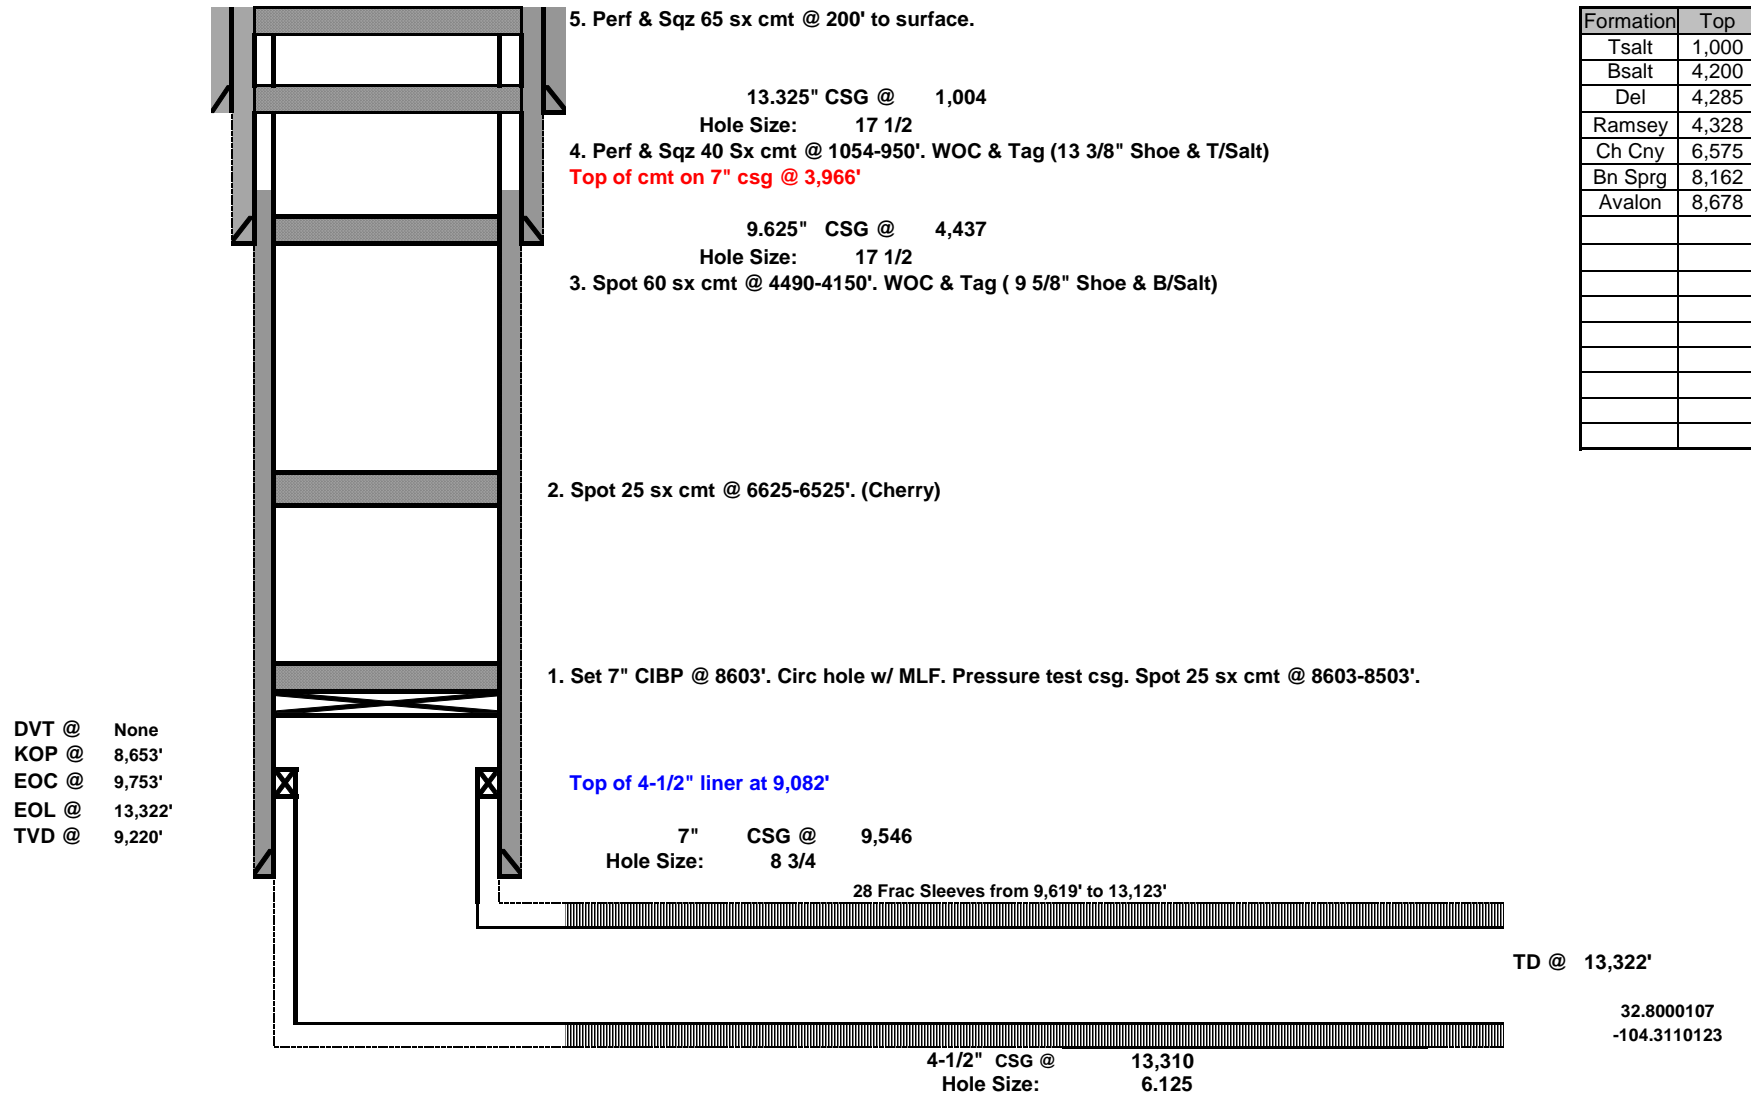 5. Perf & Sqz 65 sx cmt @ 200' to surface.
13.325" CSG @ 1,004
Hole Size: 17 1/2
4. Perf & Sqz 40 Sx cmt @ 1054-950'. WOC & Tag (13 3/8" Shoe & T/Salt)
Top of cmt on 7" csg @ 3,966'
9.625" CSG @ 4,437
Hole Size: 17 1/2
3. Spot 60 sx cmt @ 4490-4150'. WOC & Tag ( 9 5/8" Shoe & B/Salt)
Formation Top
Tsalt 1,000
Bsalt 4,200
Del 4,285
Ramsey 4,328
Ch Cny 6,575
Bn Sprg 8,162
Avalon 8,678
2. Spot 25 sx cmt @ 6625-6525'. (Cherry)
1. Set 7" CIBP @ 8603'. Circ hole w/ MLF. Pressure test csg. Spot 25 sx cmt @ 8603-8503'.
DVT @ None
KOP @ 8,653'
EOC @ 9,753'
EOL @ 13,322'
TVD @ 9,220'
Top of 4-1/2" liner at 9,082'
7" CSG @ 9,546
Hole Size: 8 3/4
28 Frac Sleeves from 9,619' to 13,123'
TD @ 13,322'
32.8000107
-104.3110123
4-1/2" CSG @ 13,310
Hole Size: 6.125